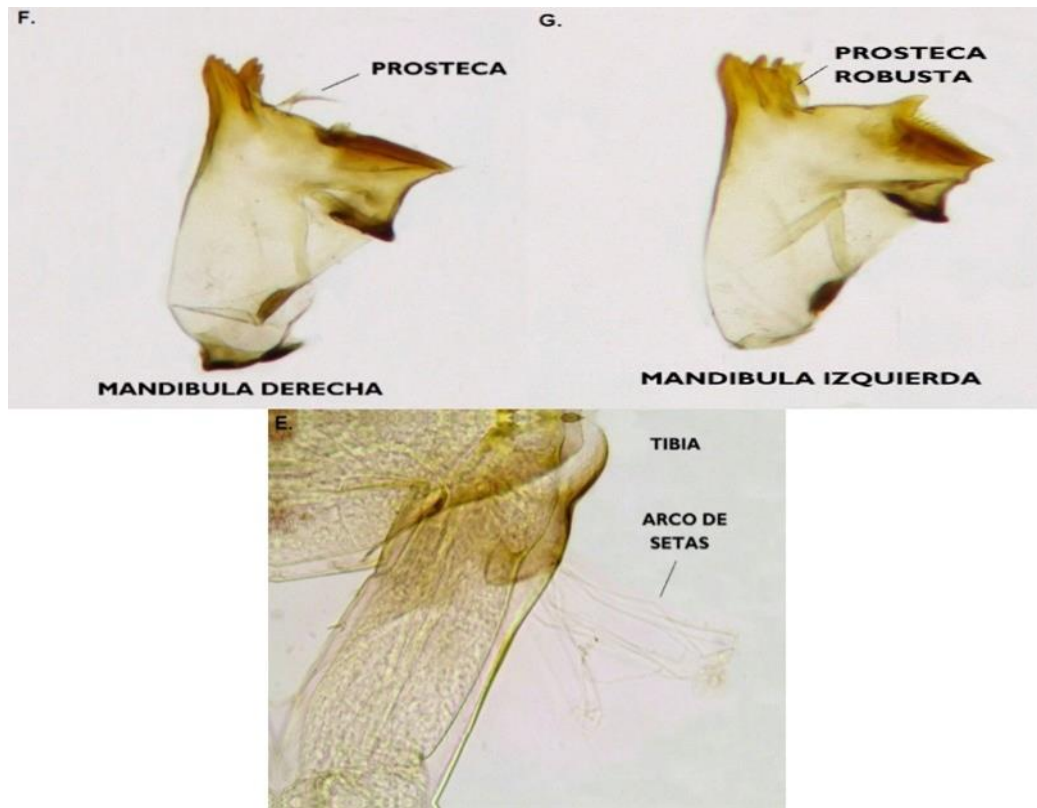 F.
PROSTECA
MANDIBULA DERECHA
G.
PROSTECA
ROBUSTA
MANDIBULA IZQUIERDA
E.
TIBIA
ARCO DE
SETAS